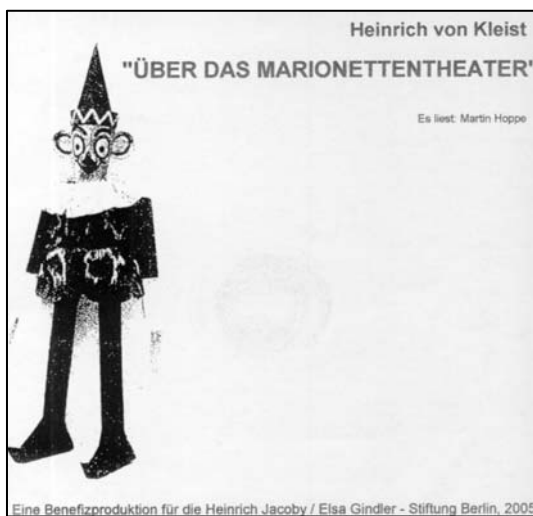 Heinrich von Kleist
"ÜBER DAS MARIONETTENTHEATER"
Es liest: Martin Hoppe
Eine Benefizproduktion für die Heinrich Jacoby / Elsa Gindler - Stiftung Berlin, 2005